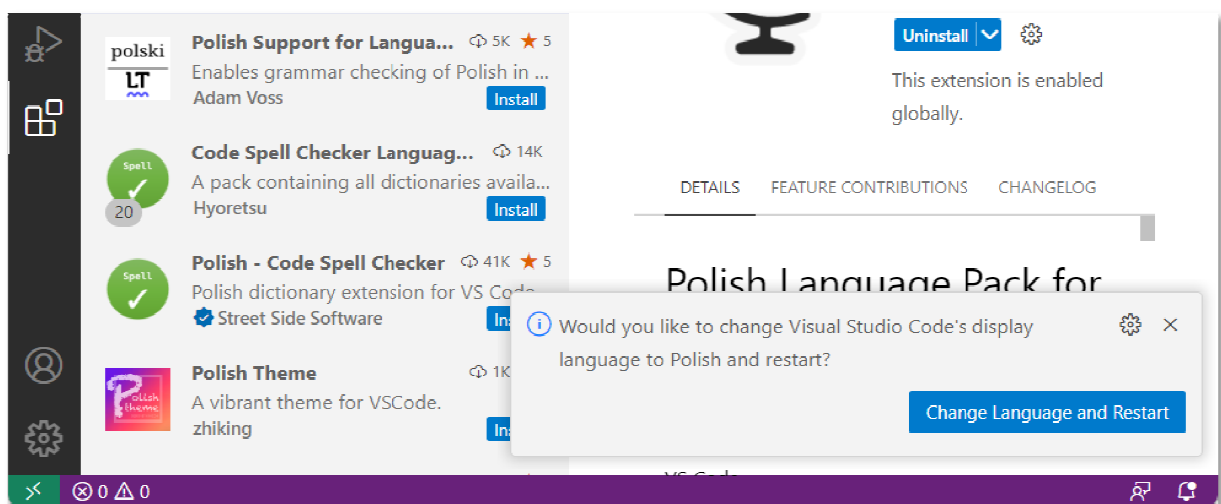 polski
LT
Polish Support for Langua... 5K ★ 5
Enables grammar checking of Polish in ...
Adam Voss
Install
Spell
20
Code Spell Checker Languag... 14K
A pack containing all dictionaries availa...
Hyoretsu
Install
Spell
Polish - Code Spell Checker 41K ★ 5
Polish dictionary extension for VS Code
Street Side Software
Polish theme
Polish Theme 1K
A vibrant theme for VSCode.
zhiking
Uninstall
This extension is enabled
globally.
DETAILS FEATURE CONTRIBUTIONS CHANGELOG
Polish Language Pack for
Would you like to change Visual Studio Code's display
language to Polish and restart?
Change Language and Restart
VS Code
0 0